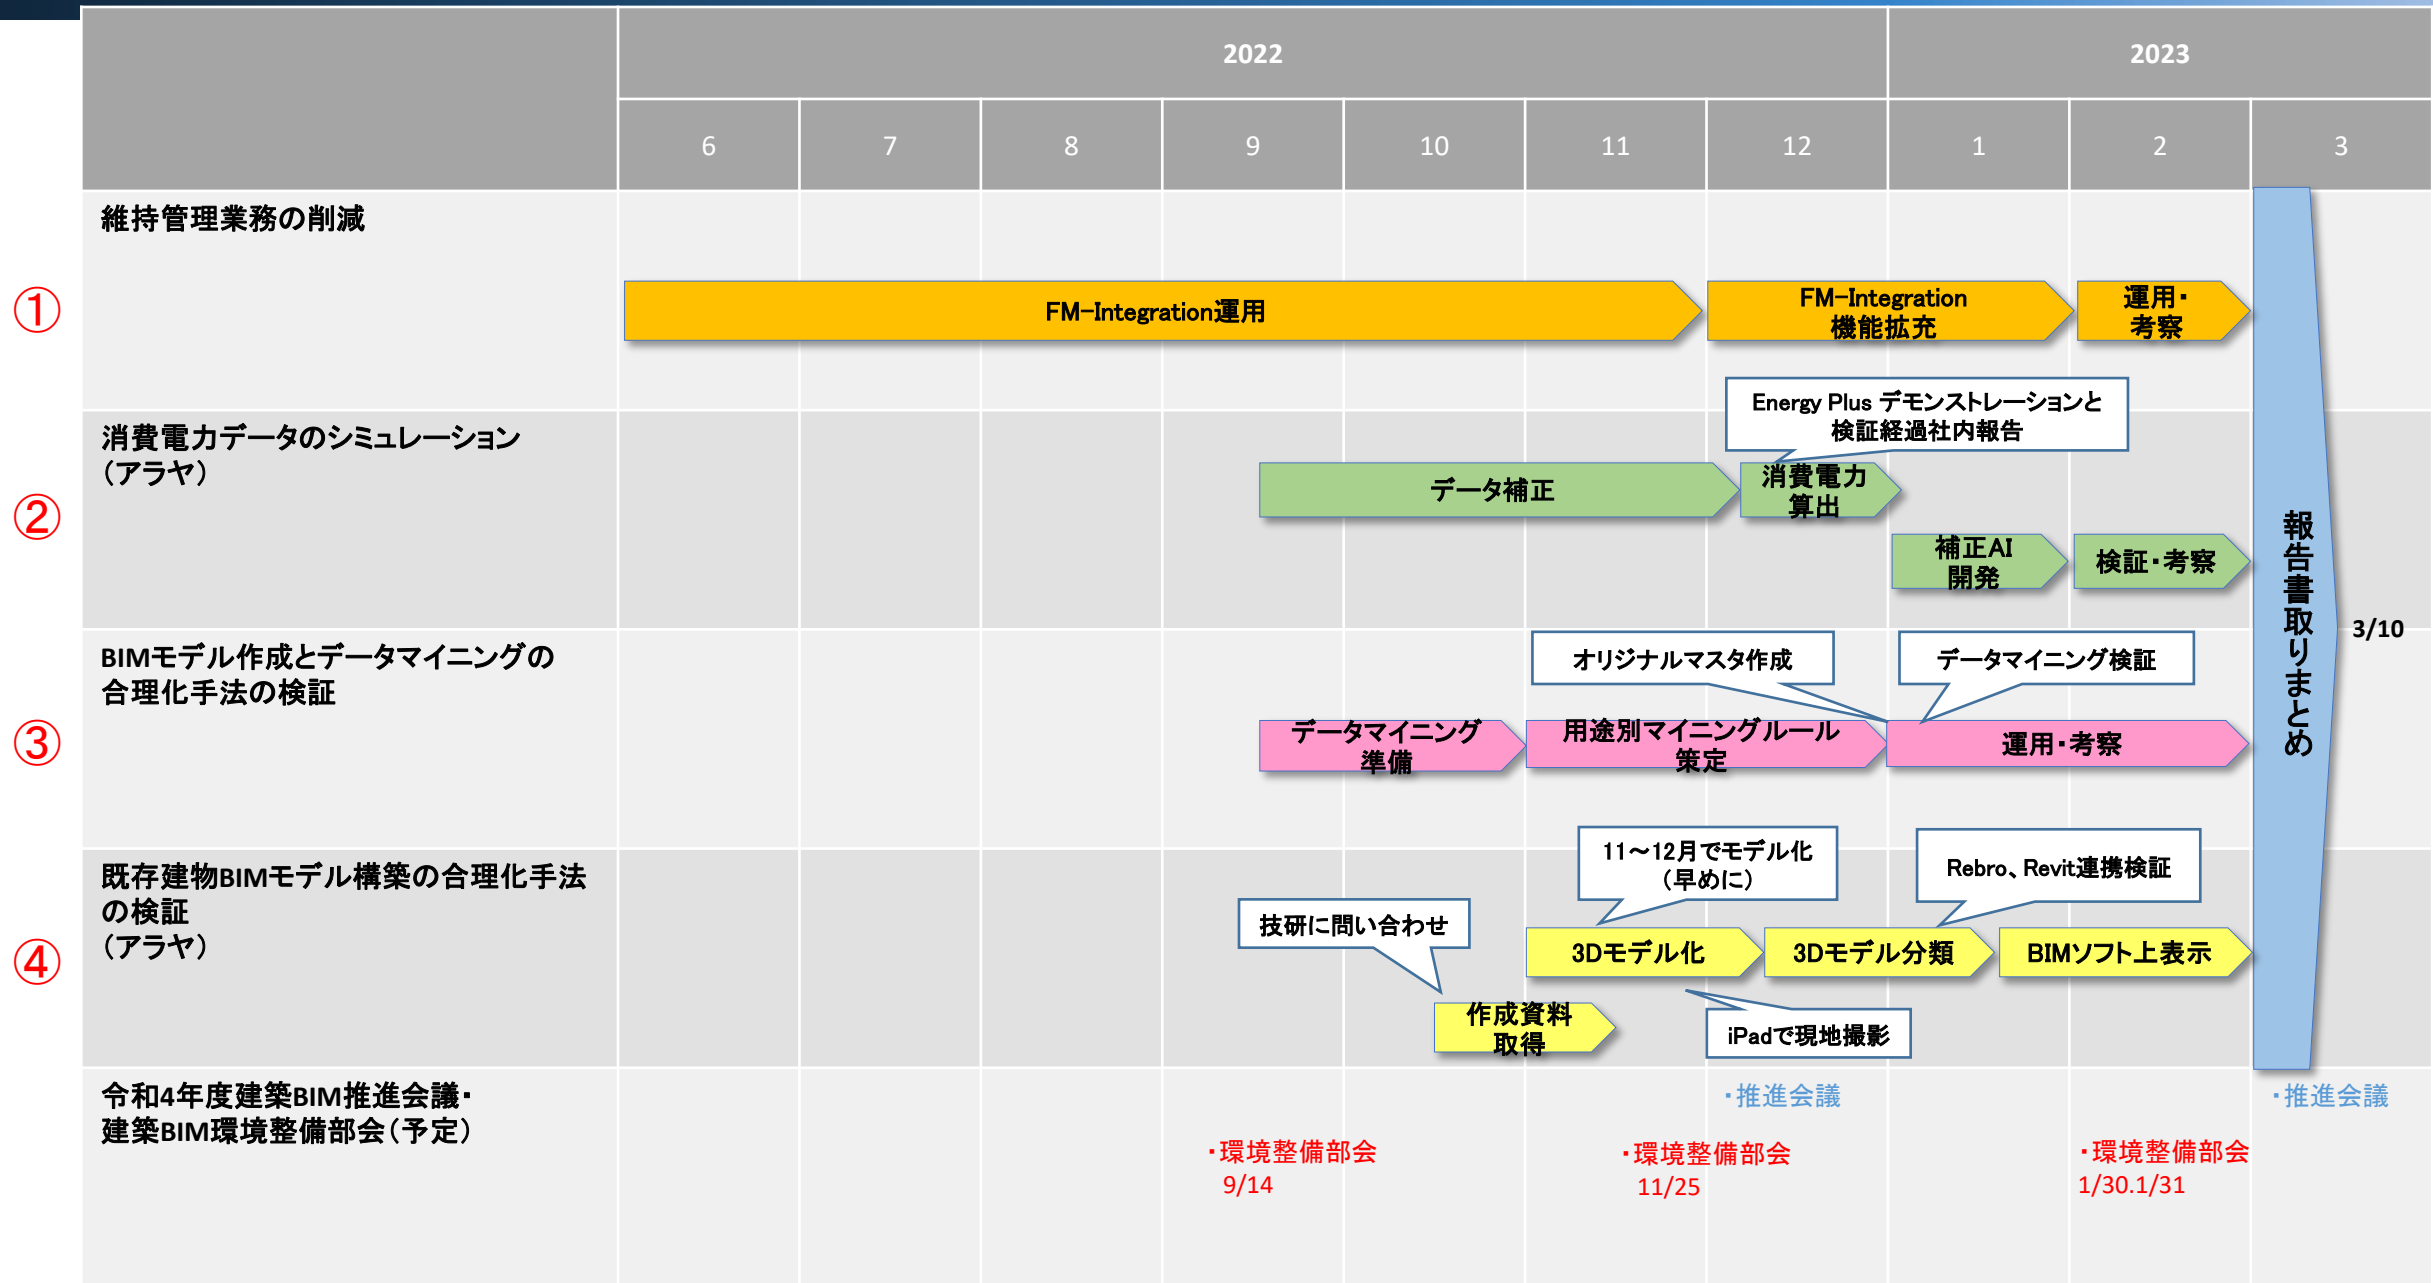 2022
2023
6
7
8
9
10
11
12
1
2
3
①
維持管理業務の削減
FM-Integration運用
FM-Integration
機能拡充
運用・
考察
②
消費電力データのシミュレーション
（アラヤ）
Energy Plus デモンストレーションと
検証経過社内報告
データ補正
消費電力
算出
補正AI
開発
検証・考察
報告書取りまとめ
3/10
③
BIMモデル作成とデータマイニングの
合理化手法の検証
オリジナルマスタ作成
データマイニング検証
データマイニング
準備
用途別マイニングルール
策定
運用・考察
④
既存建物BIMモデル構築の合理化手法
の検証
（アラヤ）
技研に問い合わせ
11～12月でモデル化
（早めに）
Rebro、Revit連携検証
3Dモデル化
3Dモデル分類
BIMソフト上表示
作成資料
取得
iPadで現地撮影
令和4年度建築BIM推進会議・
建築BIM環境整備部会（予定）
・推進会議
・推進会議
・環境整備部会
9/14
・環境整備部会
11/25
・環境整備部会
1/30.1/31